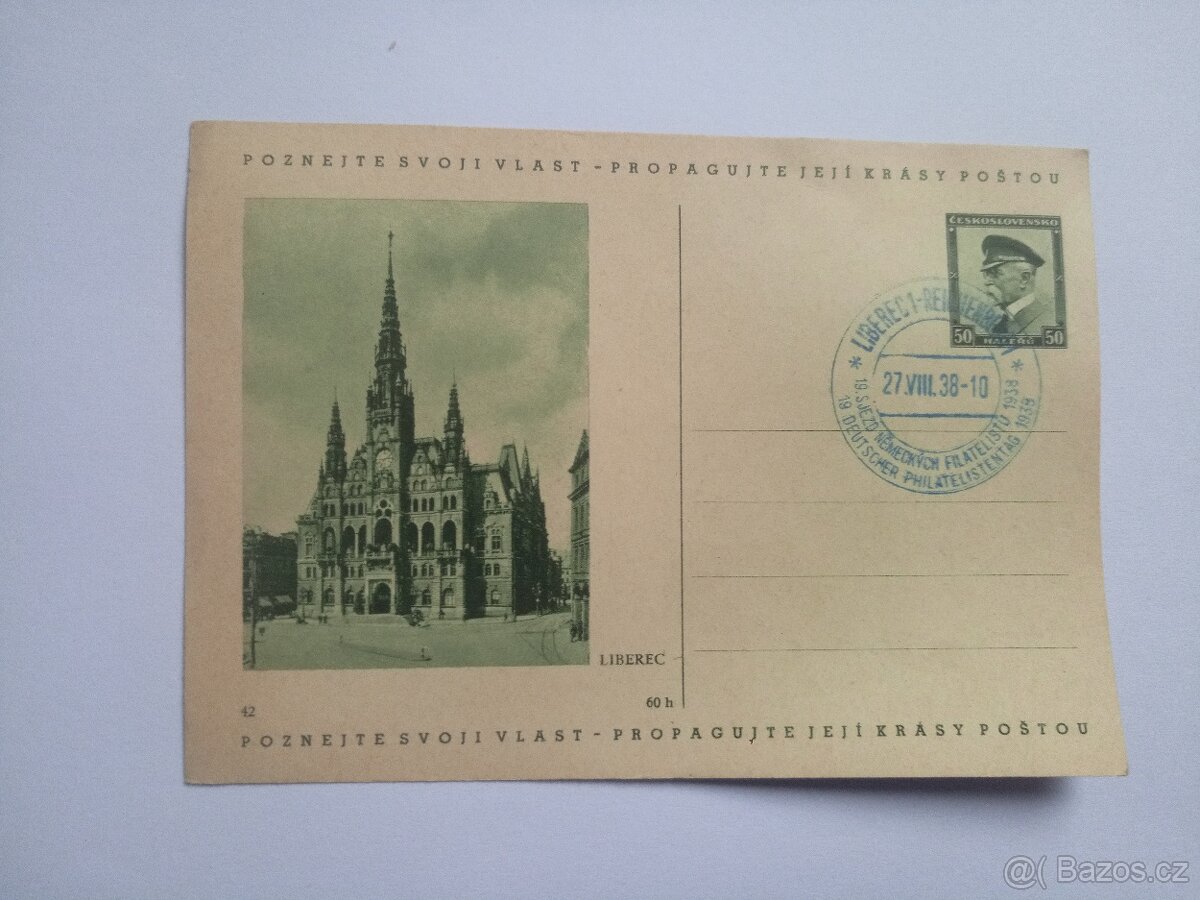 POZNEJTE SVOJI VLAST - PROPAGUJTE JEJÍ KRÁSY POŠTOU
ČESKOSLOVENSKO
50 HALÉŘŮ 50
* LIBEREC 1 - *
27.VIII.38-10
19 SJEZD NĚMECKÝCH FILATELISTŮ 1938
19 DEUTSCHER PHILATELISTENTAG 1938
LIBEREC
60 h
42
POZNEJTE SVOJI VLAST - PROPAGUJTE JEJÍ KRÁSY POŠTOU
@( Bazos.cz